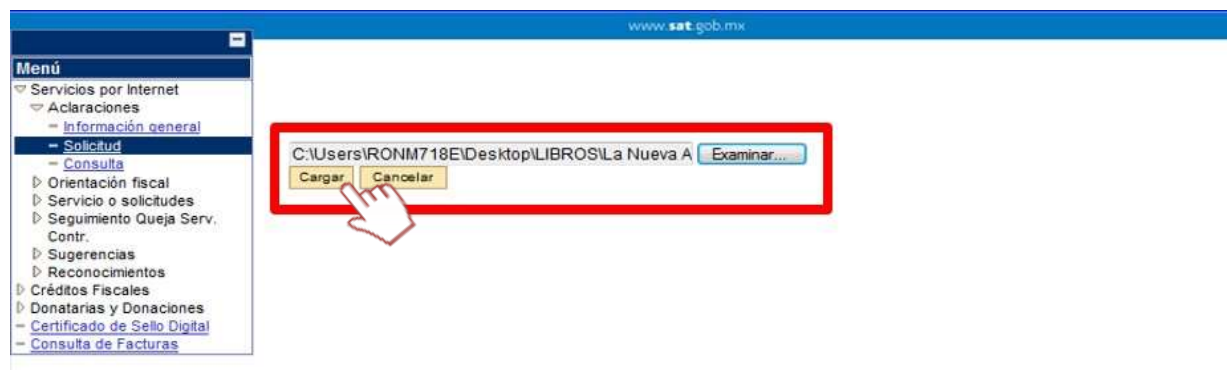 www.sat.gob.mx
Menú
Servicios por Internet
Aclaraciones
Información general
Solicitud
Consulta
Orientación fiscal
Servicio o solicitudes
Seguimiento Queja Serv.
Contr.
Sugerencias
Reconocimientos
Créditos Fiscales
Donatarias y Donaciones
Certificado de Sello Digital
Consulta de Facturas
C:\Users\RONM718E\Desktop\LIBROS\La Nueva A Examinar...
Cargar Cancelar